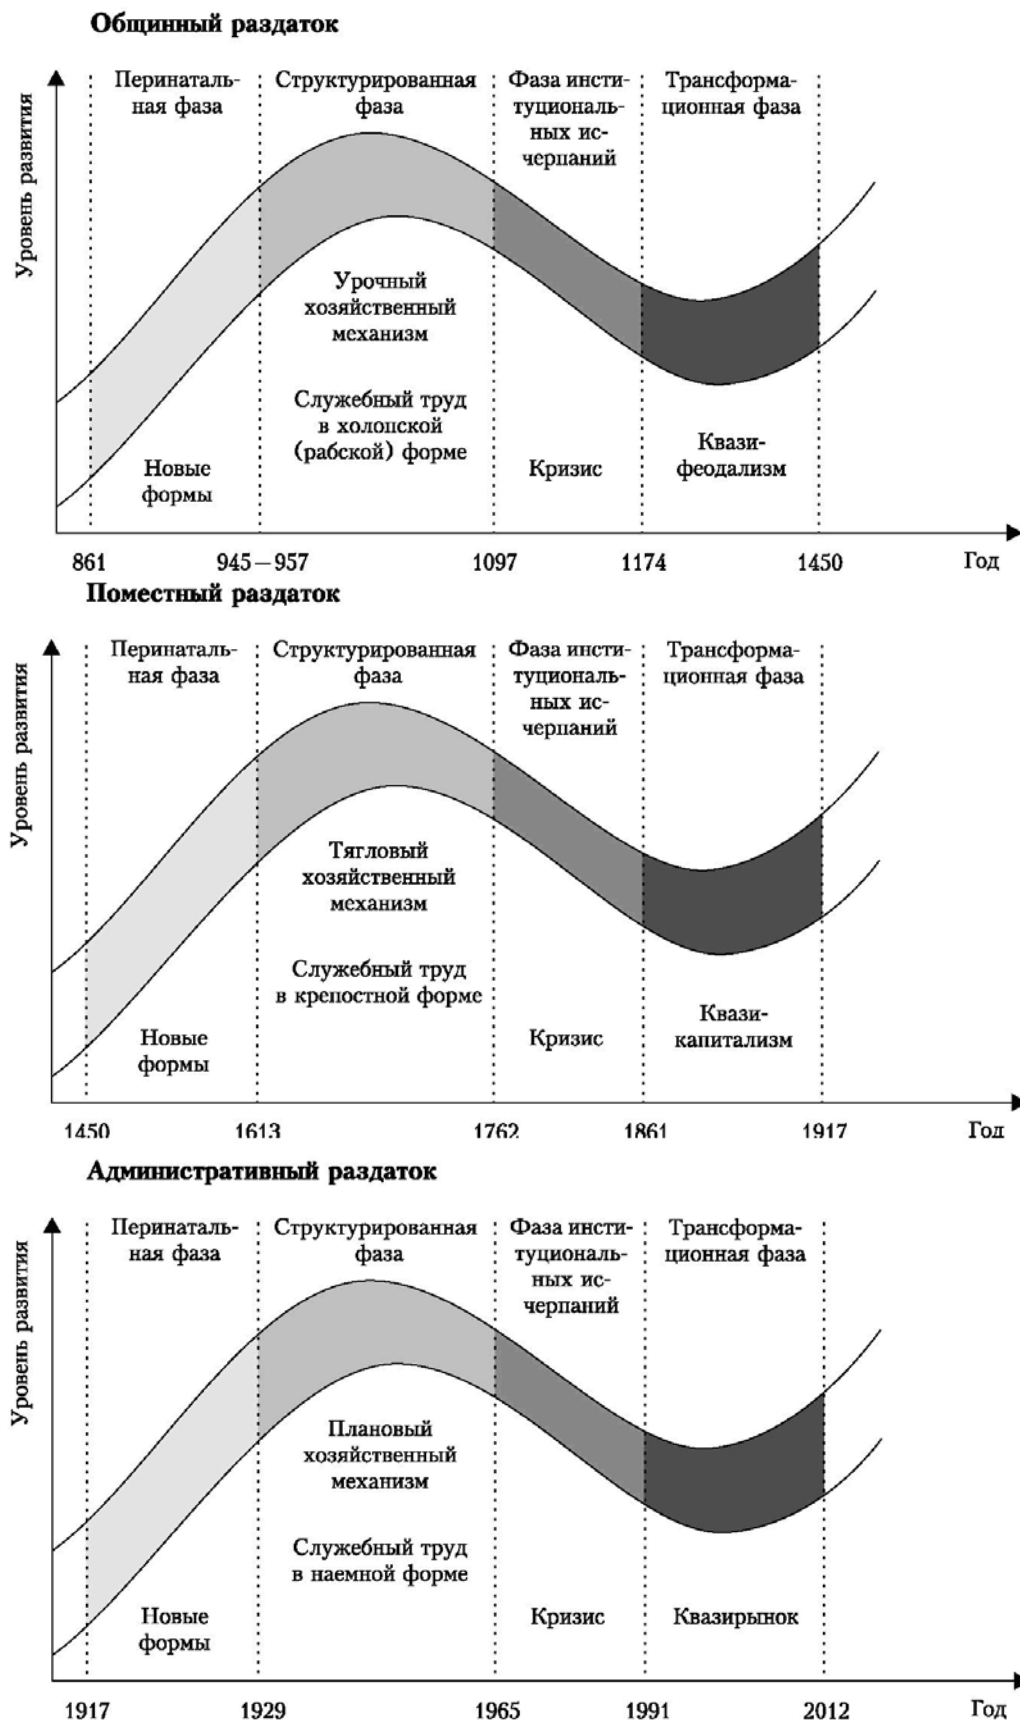 Общинный раздаток
Уровень развития
Перинаталь-
ная фаза
Структурированная
фаза
Фаза инсти-
туциональ-
ных ис-
черпаний
Трансформа-
ционная фаза
Урочный
хозяйственный
механизм
Служебный труд
в холопской
(рабской) форме
Новые
формы
Кризис
Квази-
феодализм
861
945–957
1097
1174
1450
Год
Поместный раздаток
Уровень развития
Перинаталь-
ная фаза
Структурированная
фаза
Фаза инсти-
туциональ-
ных ис-
черпаний
Трансформа-
ционная фаза
Тягловый
хозяйственный
механизм
Служебный труд
в крепостной форме
Новые
формы
Кризис
Квази-
капитализм
1450
1613
1762
1861
1917
Год
Административный раздаток
Уровень развития
Перинаталь-
ная фаза
Структурированная
фаза
Фаза инсти-
туциональ-
ных ис-
черпаний
Трансформа-
ционная фаза
Плановый
хозяйственный
механизм
Служебный труд
в наемной форме
Новые
формы
Кризис
Квазирынок
1917
1929
1965
1991
2012
Год